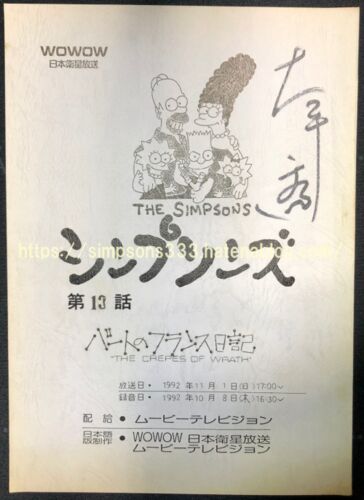 WOWOW
日本衛星放送
THE SIMPSONS
https://simpsons333.hatenablog.com
シンプソンズ
第13話
バートのフランス日記
"THE CREPES OF WRATH"
放送日・ 1992年11月1日(日)17:00〜
録音日・ 1992年10月8日(木)16:30〜
配給 ● ムービーテレビジョン
日本語版制作 ● WOWOW 日本衛星放送
ムービーテレビジョン